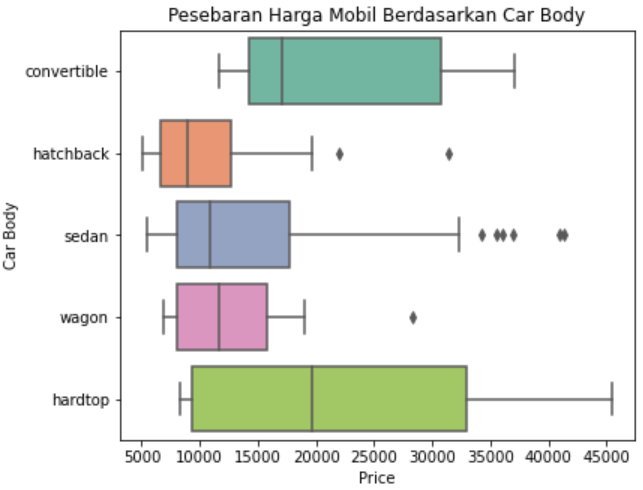 Pesebaran Harga Mobil Berdasarkan Car Body
convertible
hatchback
sedan
wagon
hardtop
Car Body
5000 10000 15000 20000 25000 30000 35000 40000 45000
Price